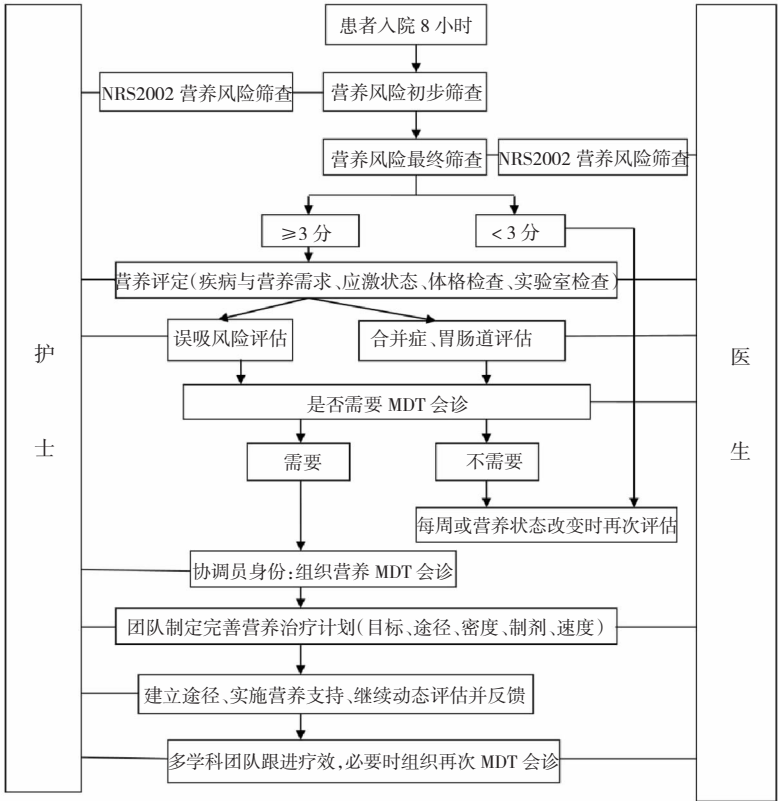 患者入院 8 小时
NRS2002 营养风险筛查
营养风险初步筛查
营养风险最终筛查
NRS2002 营养风险筛查
≥3 分
<3 分
营养评定(疾病与营养需求、应激状态、体格检查、实验室检查)
误吸风险评估
合并症、胃肠道评估
护士
医生
是否需要 MDT 会诊
需要
不需要
每周或营养状态改变时再次评估
协调员身份:组织营养 MDT 会诊
团队制定完善营养治疗计划(目标、途径、密度、制剂、速度)
建立途径、实施营养支持、继续动态评估并反馈
多学科团队跟进疗效,必要时组织再次 MDT 会诊